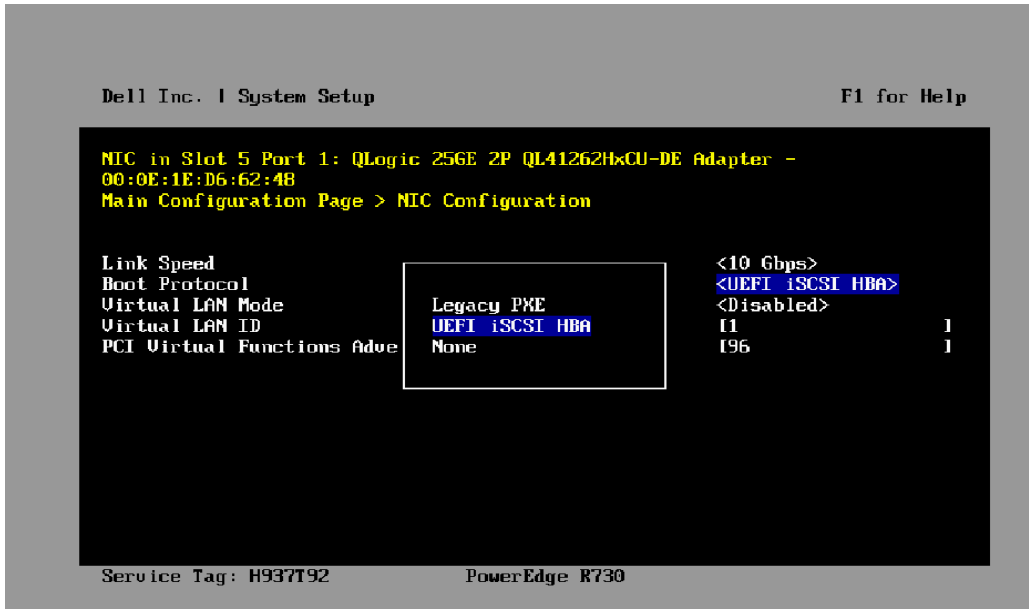 Dell Inc. | System Setup F1 for Help
NIC in Slot 5 Port 1: QLogic 25GE 2P QL41262HxCU-DE Adapter -
00:0E:1E:D6:62:48
Main Configuration Page > NIC Configuration
Link Speed <10 Gbps>
Boot Protocol <UEFI iSCSI HBA>
Virtual LAN Mode Legacy PXE <Disabled>
Virtual LAN ID UEFI iSCSI HBA [1 ]
PCI Virtual Functions Adve None [96 ]
Service Tag: H937T92 PowerEdge R730